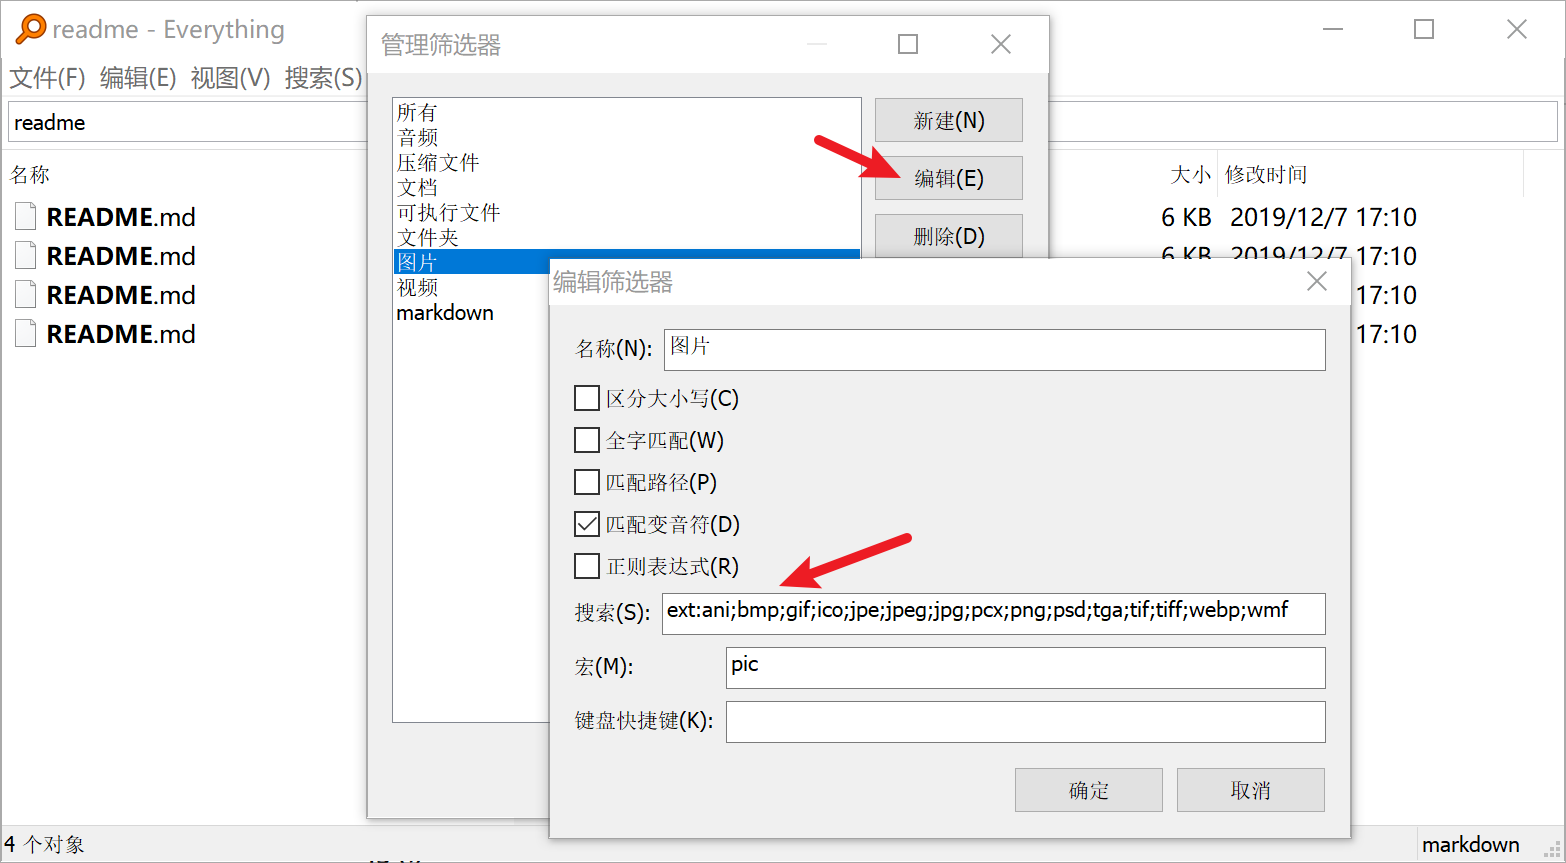 readme - Everything
文件(F) 编辑(E) 视图(V) 搜索(S)
readme
名称
大小 修改时间
README.md
6 KB 2019/12/7 17:10
README.md
6 KB 2019/12/7 17:10
README.md
17:10
README.md
17:10
4 个对象
markdown
管理筛选器
所有
音频
压缩文件
文档
可执行文件
文件夹
图片
视频
markdown
新建(N)
编辑(E)
删除(D)
编辑筛选器
名称(N): 图片
区分大小写(C)
全字匹配(W)
匹配路径(P)
匹配变音符(D)
正则表达式(R)
搜索(S): ext:ani;bmp;gif;ico;jpe;jpeg;jpg;pcx;png;psd;tga;tif;tiff;webp;wmf
宏(M): pic
键盘快捷键(K):
确定 取消